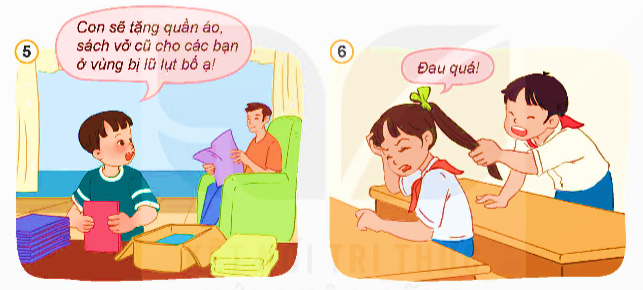 5
Con sẽ tặng quần áo,
sách vở cũ cho các bạn
ở vùng bị lũ lụt bố ạ!
6
Đau quá!